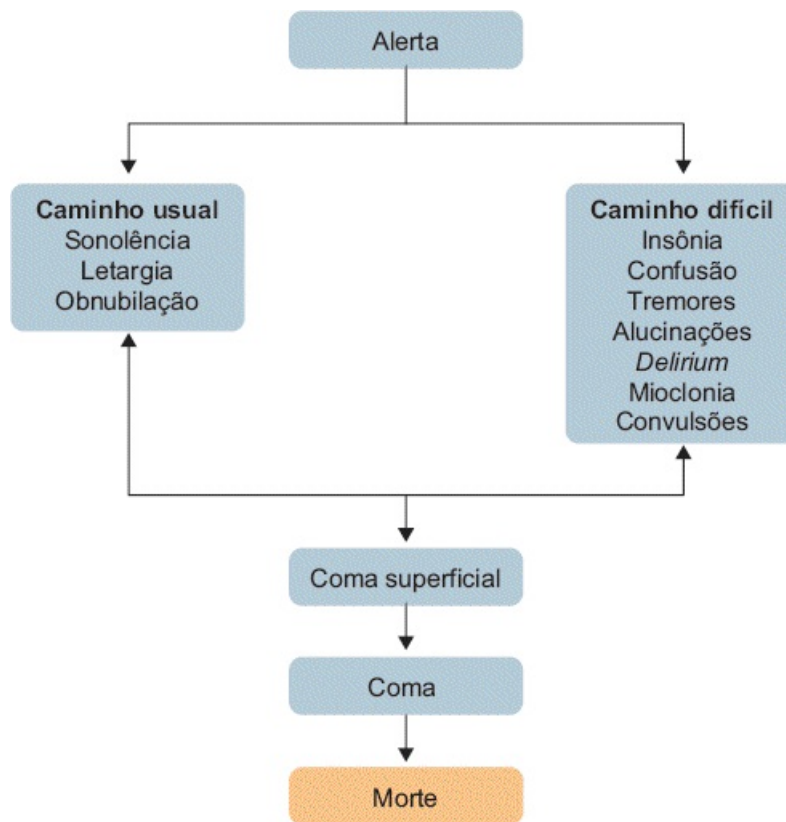 Alerta
Caminho usual
Sonolência
Letargia
Obnubilação
Caminho difícil
Insônia
Confusão
Tremores
Alucinações
Delirium
Mioclonia
Convulsões
Coma superficial
Coma
Morte